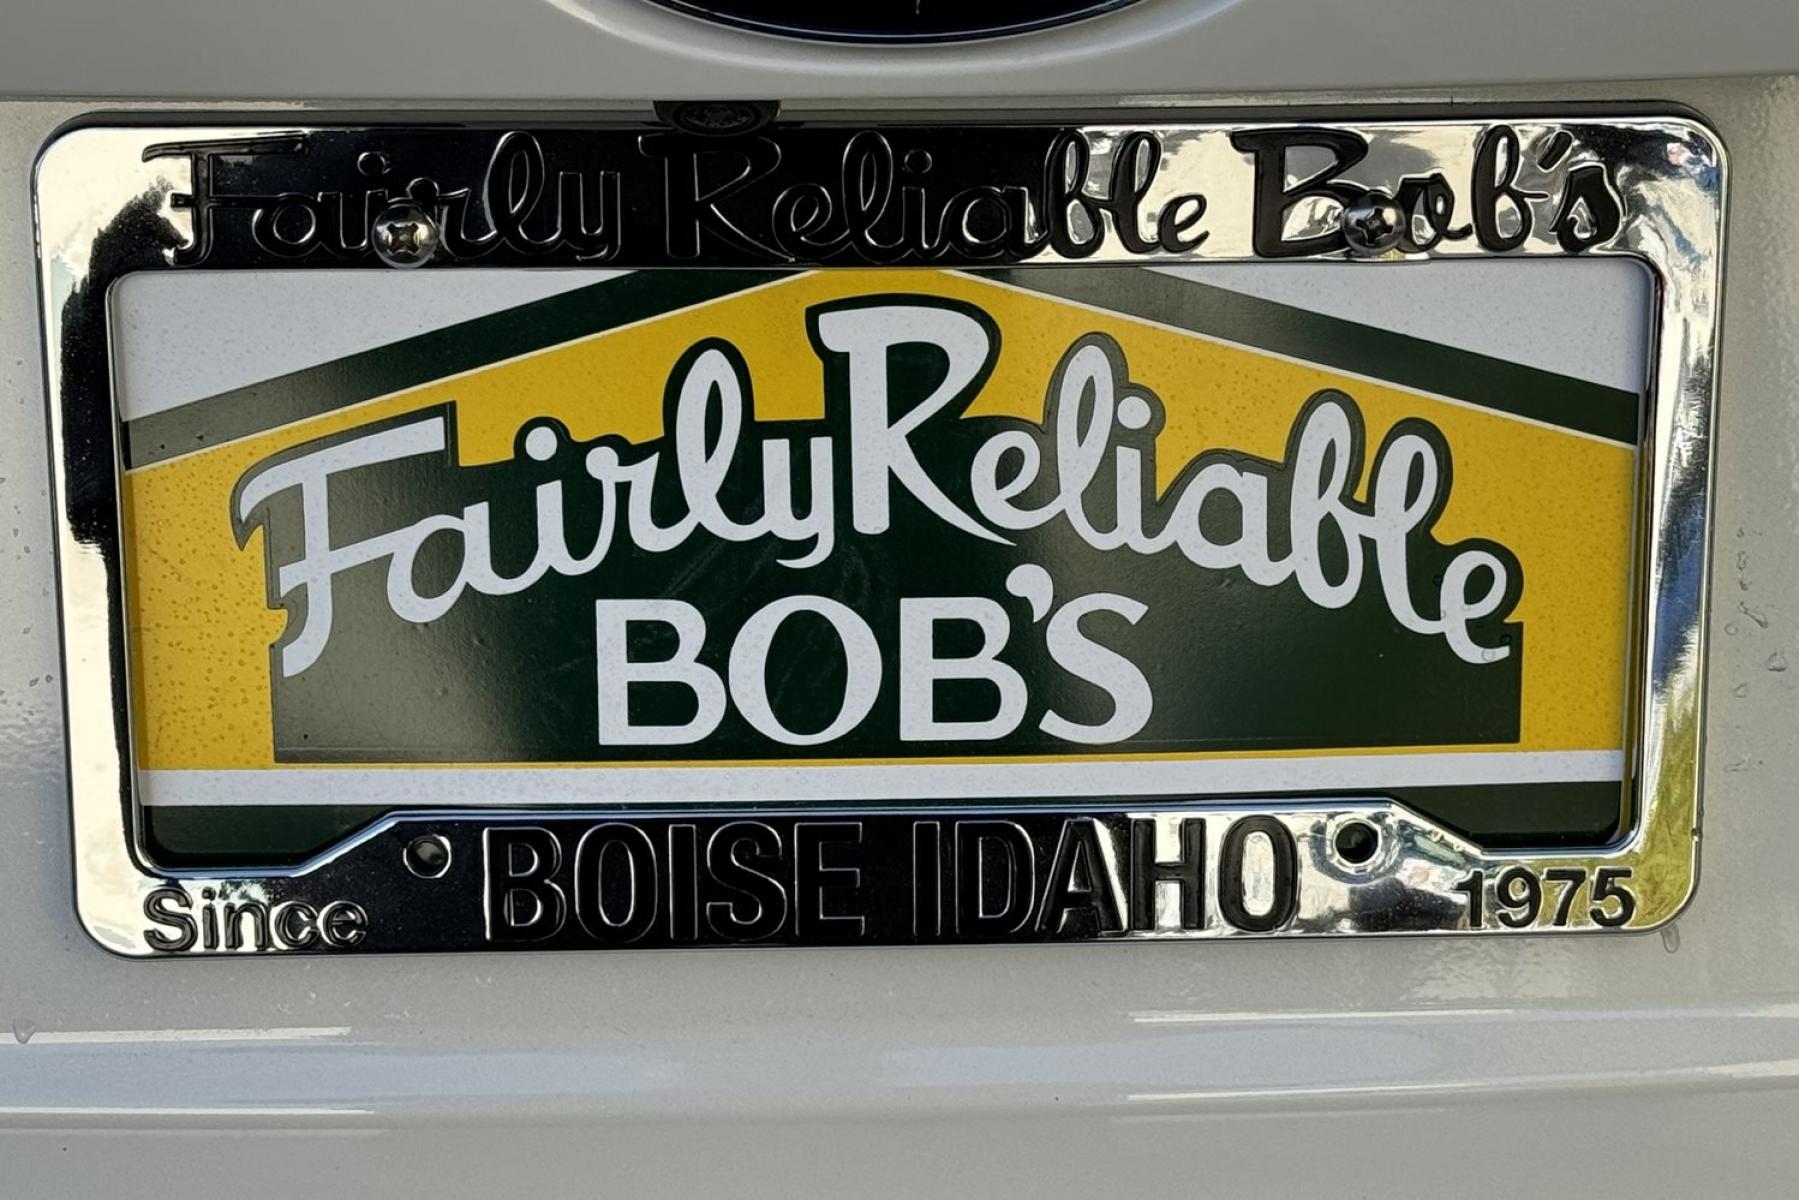 Fairly Reliable Bob's
Fairly Reliable
BOB'S
Since BOISE IDAHO 1975